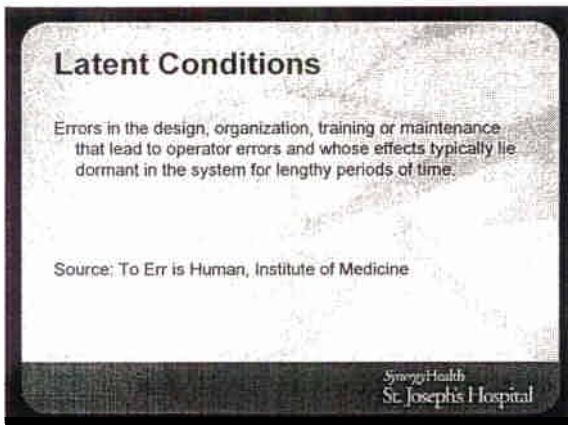 Latent Conditions
Errors in the design, organization, training or maintenance
that lead to operator errors and whose effects typically lie
dormant in the system for lengthy periods of time.
Source: To Err is Human, Institute of Medicine
SynergyHealth
St. Joseph's Hospital